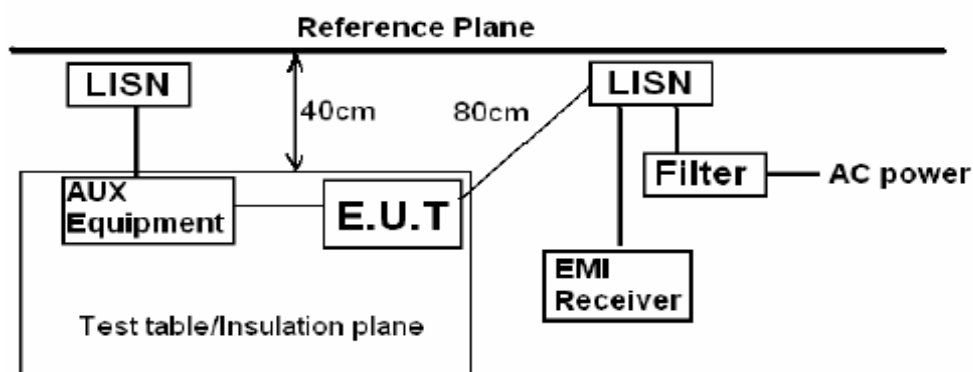 Reference Plane
LISN
40cm
80cm
LISN
Filter
AC power
AUX
Equipment
E.U.T
EMI
Receiver
Test table/Insulation plane